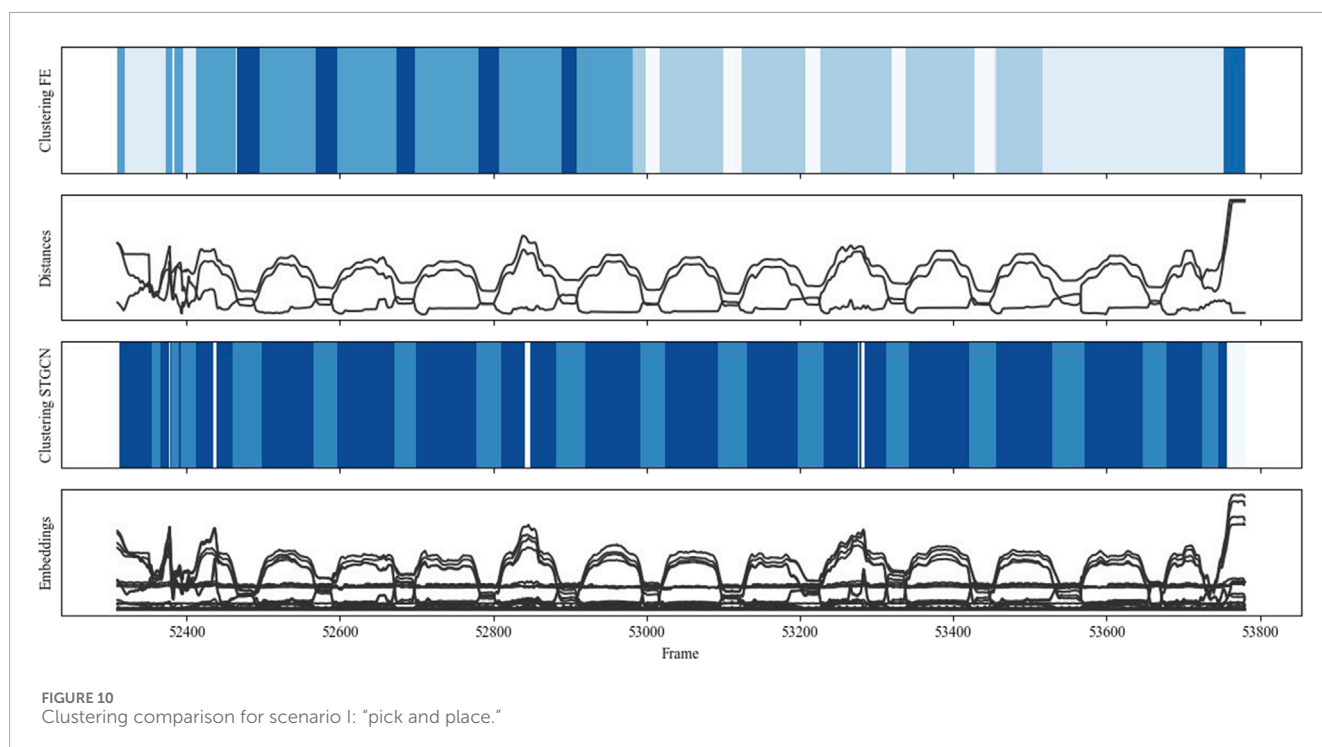 Clustering FE
Distances
Clustering STGCN
Embeddings
52400 52600 52800 53000 53200 53400 53600 53800
Frame
FIGURE 10
Clustering comparison for scenario I: “pick and place.”